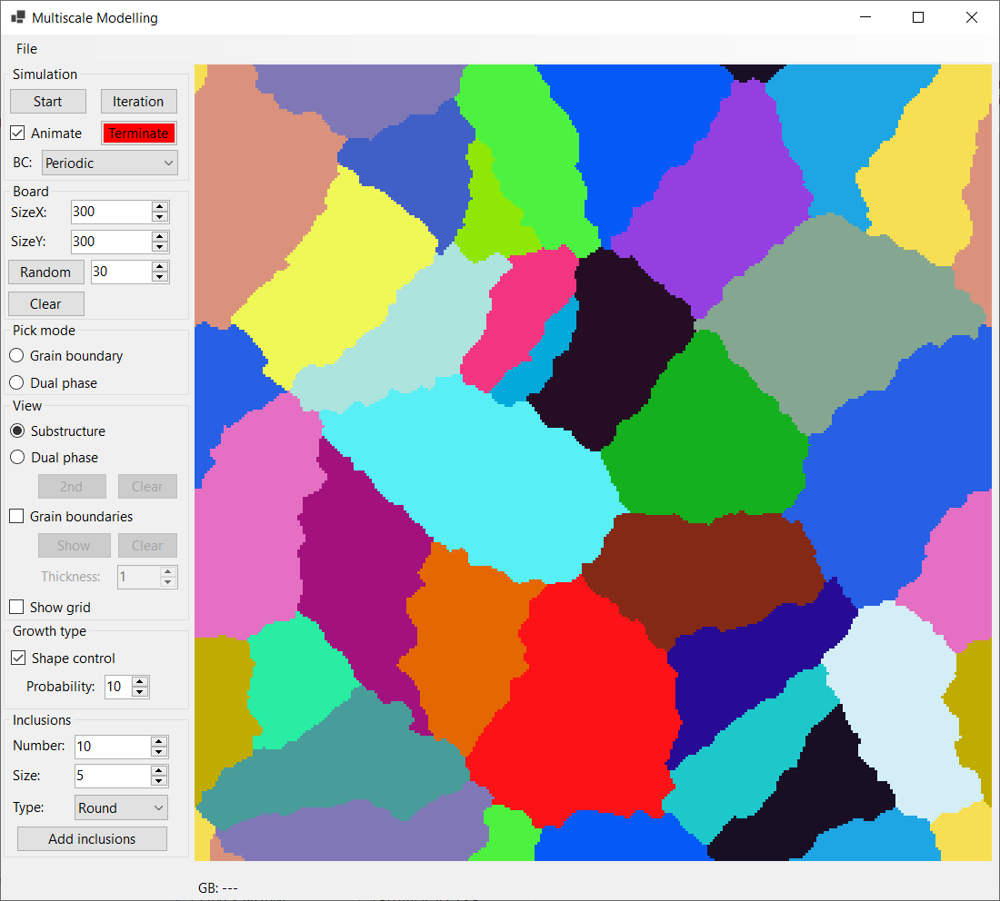 Multiscale Modelling
File
Simulation
Start Iteration
Animate Terminate
BC: Periodic
Board
SizeX: 300
SizeY: 300
Random 30
Clear
Pick mode
Grain boundary
Dual phase
View
Substructure
Dual phase
2nd Clear
Grain boundaries
Show Clear
Thickness: 1
Show grid
Growth type
Shape control
Probability: 10
Inclusions
Number: 10
Size: 5
Type: Round
Add inclusions
GB: ---